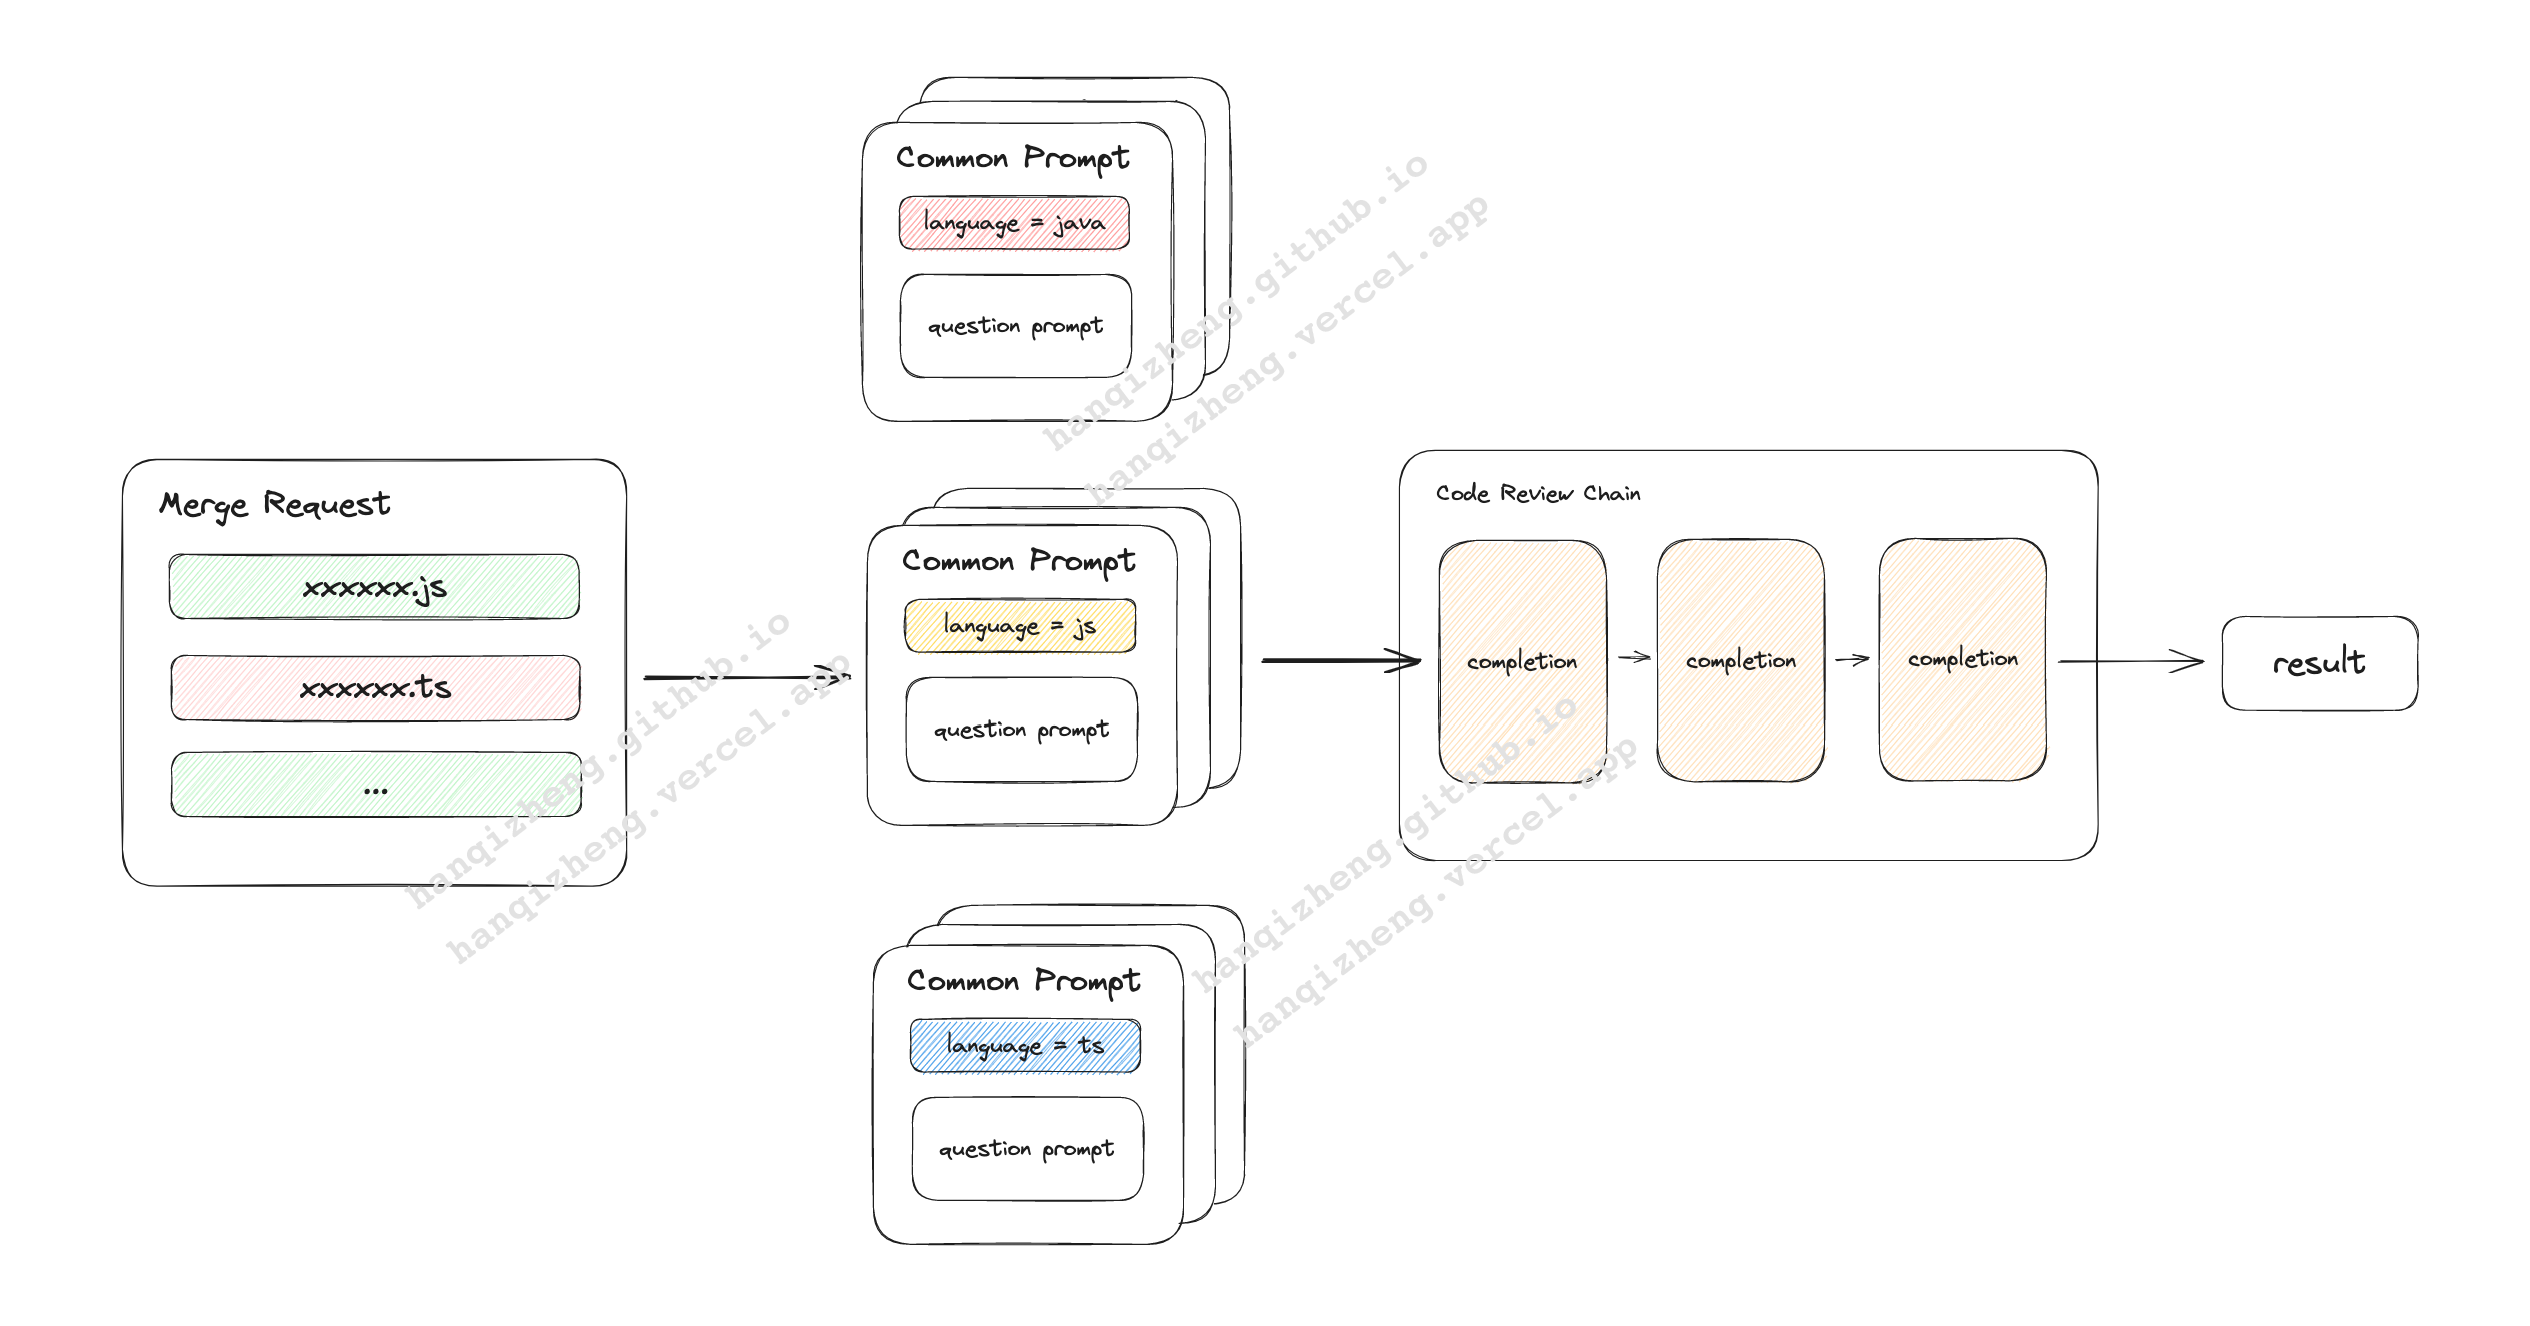 Merge Request
xxxxxx.js
xxxxxx.ts
...
Common Prompt
language = java
question prompt
Common Prompt
language = js
question prompt
Common Prompt
language = ts
question prompt
Code Review Chain
completion
completion
completion
result
hanqizheng.github.io
hanqizheng.vercel.app
hanqizheng.github.io
hanqizheng.vercel.app
hanqizheng.github.io
hanqizheng.vercel.app